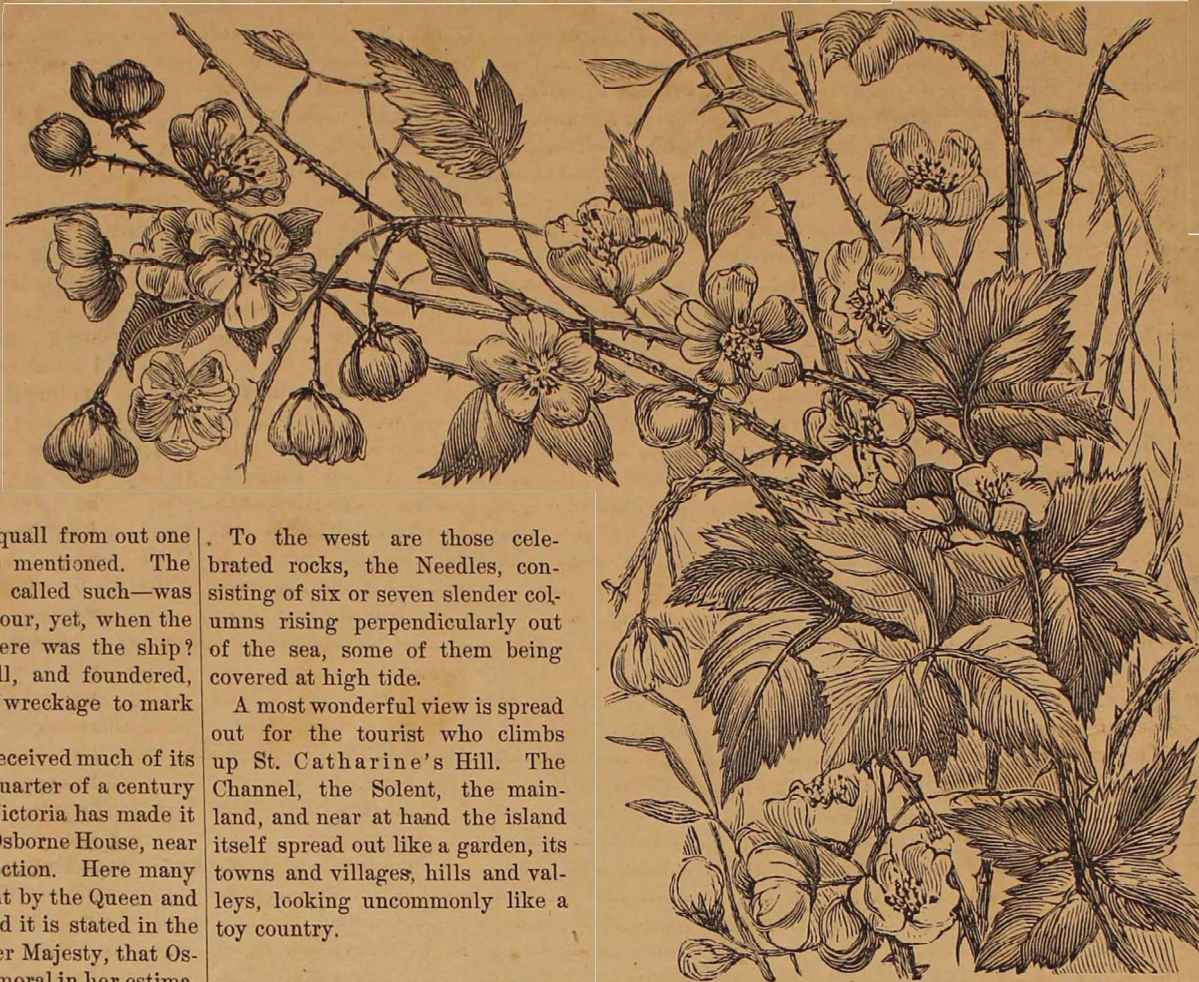 quall from out one
mentioned. The
called such—was
our, yet, when the
ere was the ship?
ll, and foundered,
wreckage to mark
eceived much of its
uarter of a century
ictoria has made it
Osborne House, near
ction. Here many
t by the Queen and
d it is stated in the
er Majesty, that Os-
moral in her estima-
. To the west are those cele-
brated rocks, the Needles, con-
sisting of six or seven slender col-
umns rising perpendicularly out
of the sea, some of them being
covered at high tide.
A most wonderful view is spread
out for the tourist who climbs
up St. Catharine's Hill. The
Channel, the Solent, the main-
land, and near at hand the island
itself spread out like a garden, its
towns and villages, hills and val-
leys, looking uncommonly like a
toy country.